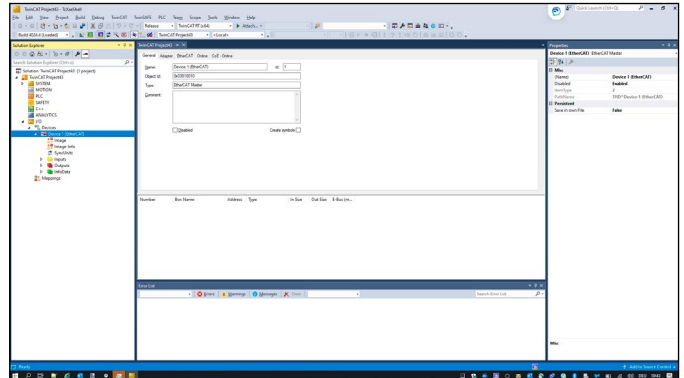 TwinCAT Project43 - TcXaeShell
Quick Launch (Ctrl+Q)
File Edit View Project Build Debug TwinCAT TwinSAFE PLC Team Scope Tools Window Help
Release TwinCAT RT (x64) Attach...
Build 4024.0 (Loaded) TwinCAT Project43 <Local>
Solution Explorer
Search Solution Explorer (Ctrl+ü)
Solution 'TwinCAT Project43' (1 project)
TwinCAT Project43
SYSTEM
MOTION
PLC
SAFETY
C++
ANALYTICS
I/O
Devices
Device 1 (EtherCAT)
Image
Image-Info
SyncUnits
Inputs
Outputs
InfoData
Mappings
TwinCAT Project43
General Adapter EtherCAT Online CoE - Online
Name: Device 1 (EtherCAT) Id: 1
Object Id: 0x03010010
Type: EtherCAT Master
Comment:
Disabled Create symbols
Number Box Name Address Type In Size Out Size E-Bus (m...
Error List
Errors Warnings Messages Clear
Search Error List
Properties
Device 1 (EtherCAT) EtherCAT Master
Misc
(Name) Device 1 (EtherCAT)
Disabled Enabled
ItemType 2
PathName TIID^Device 1 (EtherCAT)
Persistent
Save in own File False
Misc
Ready
Add to Source Control